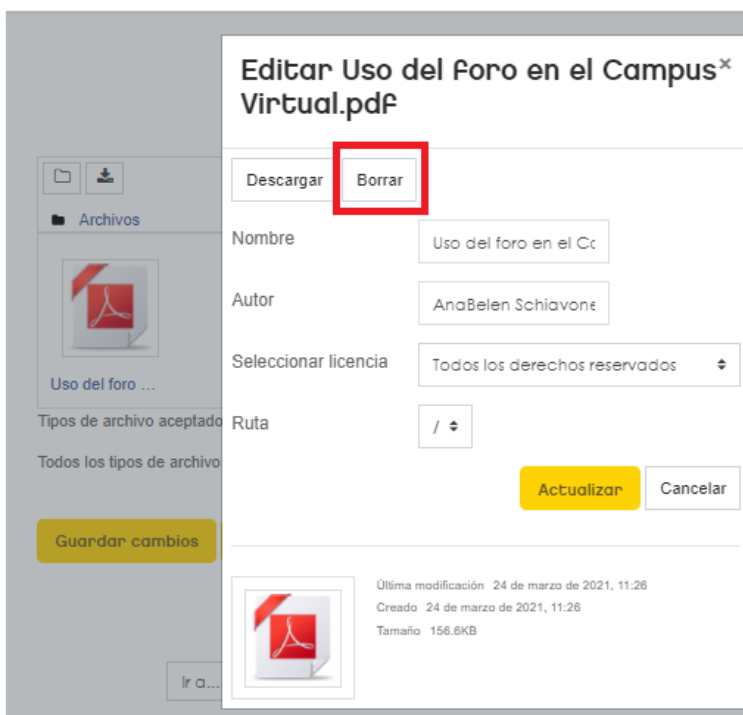 Editar Uso del foro en el Campus×
Virtual.pdf
Descargar Borrar
Archivos
Nombre Uso del foro en el Cc
Autor AnaBelen Schiavone
Seleccionar licencia Todos los derechos reservados
Uso del foro ...
Tipos de archivo aceptado
Ruta /
Todos los tipos de archivo
Actualizar Cancelar
Guardar cambios
Última modificación 24 de marzo de 2021, 11:26
Creado 24 de marzo de 2021, 11:26
Tamaño 156.6KB
Ir a...